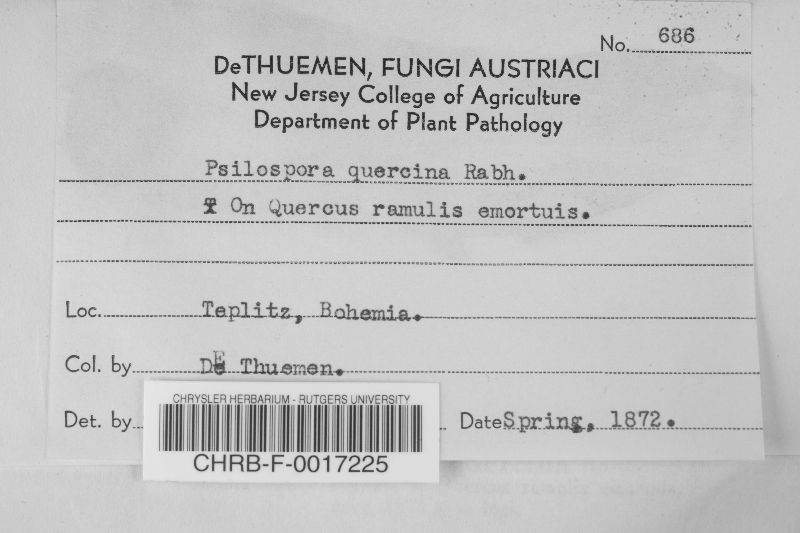 No. 686
DeTHUEMEN, FUNGI AUSTRIACI
New Jersey College of Agriculture
Department of Plant Pathology
Psilospora quercina Rabh.
On Quercus ramulis emortuis.
Loc. Teplitz, Bohemia.
Col. by DE Thuemen.
Det. by
Date Spring, 1872.
CHRYSLER HERBARIUM - RUTGERS UNIVERSITY
CHRB-F-0017225